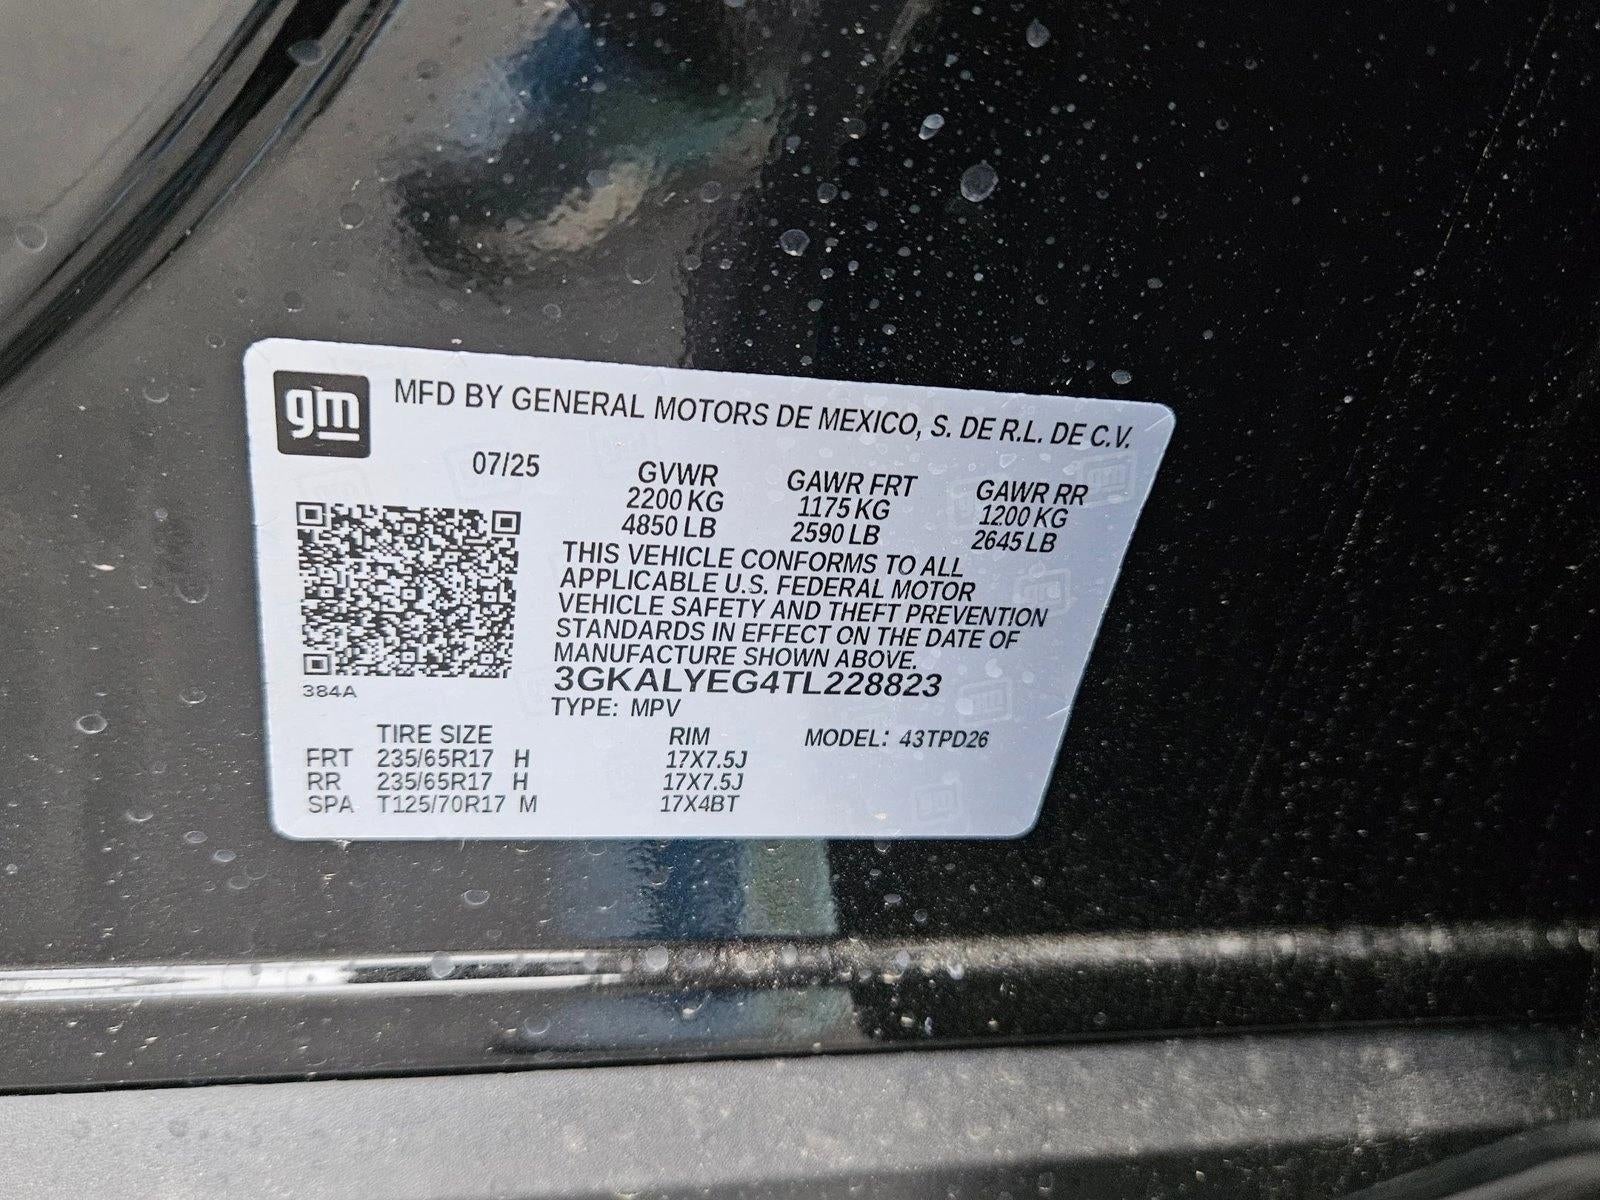 gm
MFD BY GENERAL MOTORS DE MEXICO, S. DE R.L. DE C.V.
07/25
GVWR GAWR FRT GAWR RR
2200 KG 1175 KG 1200 KG
4850 LB 2590 LB 2645 LB
THIS VEHICLE CONFORMS TO ALL
APPLICABLE U.S. FEDERAL MOTOR
VEHICLE SAFETY AND THEFT PREVENTION
STANDARDS IN EFFECT ON THE DATE OF
MANUFACTURE SHOWN ABOVE.
3GKALYEG4TL228823
384A
TYPE: MPV
TIRE SIZE RIM MODEL: 43TPD26
FRT 235/65R17 H 17X7.5J
RR 235/65R17 H 17X7.5J
SPA T125/70R17 M 17X4BT